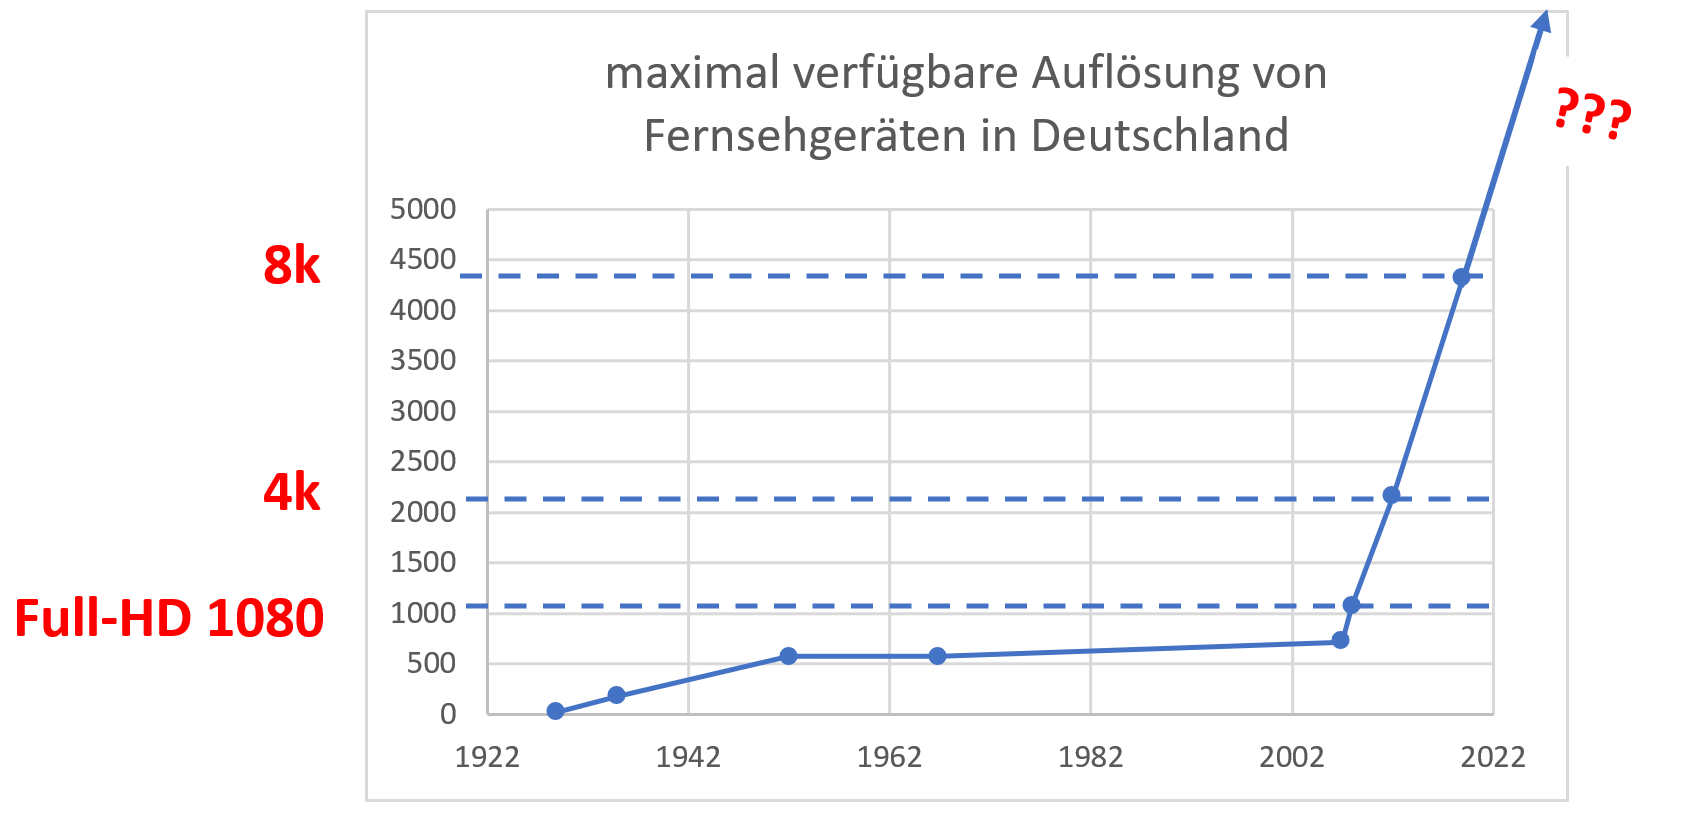 maximal verfügbare Auflösung von
Fernsehgeräten in Deutschland
???
5000
8k
4500
4000
3500
3000
2500
4k
2000
1500
Full-HD 1080
1000
500
0
1922 1942 1962 1982 2002 2022